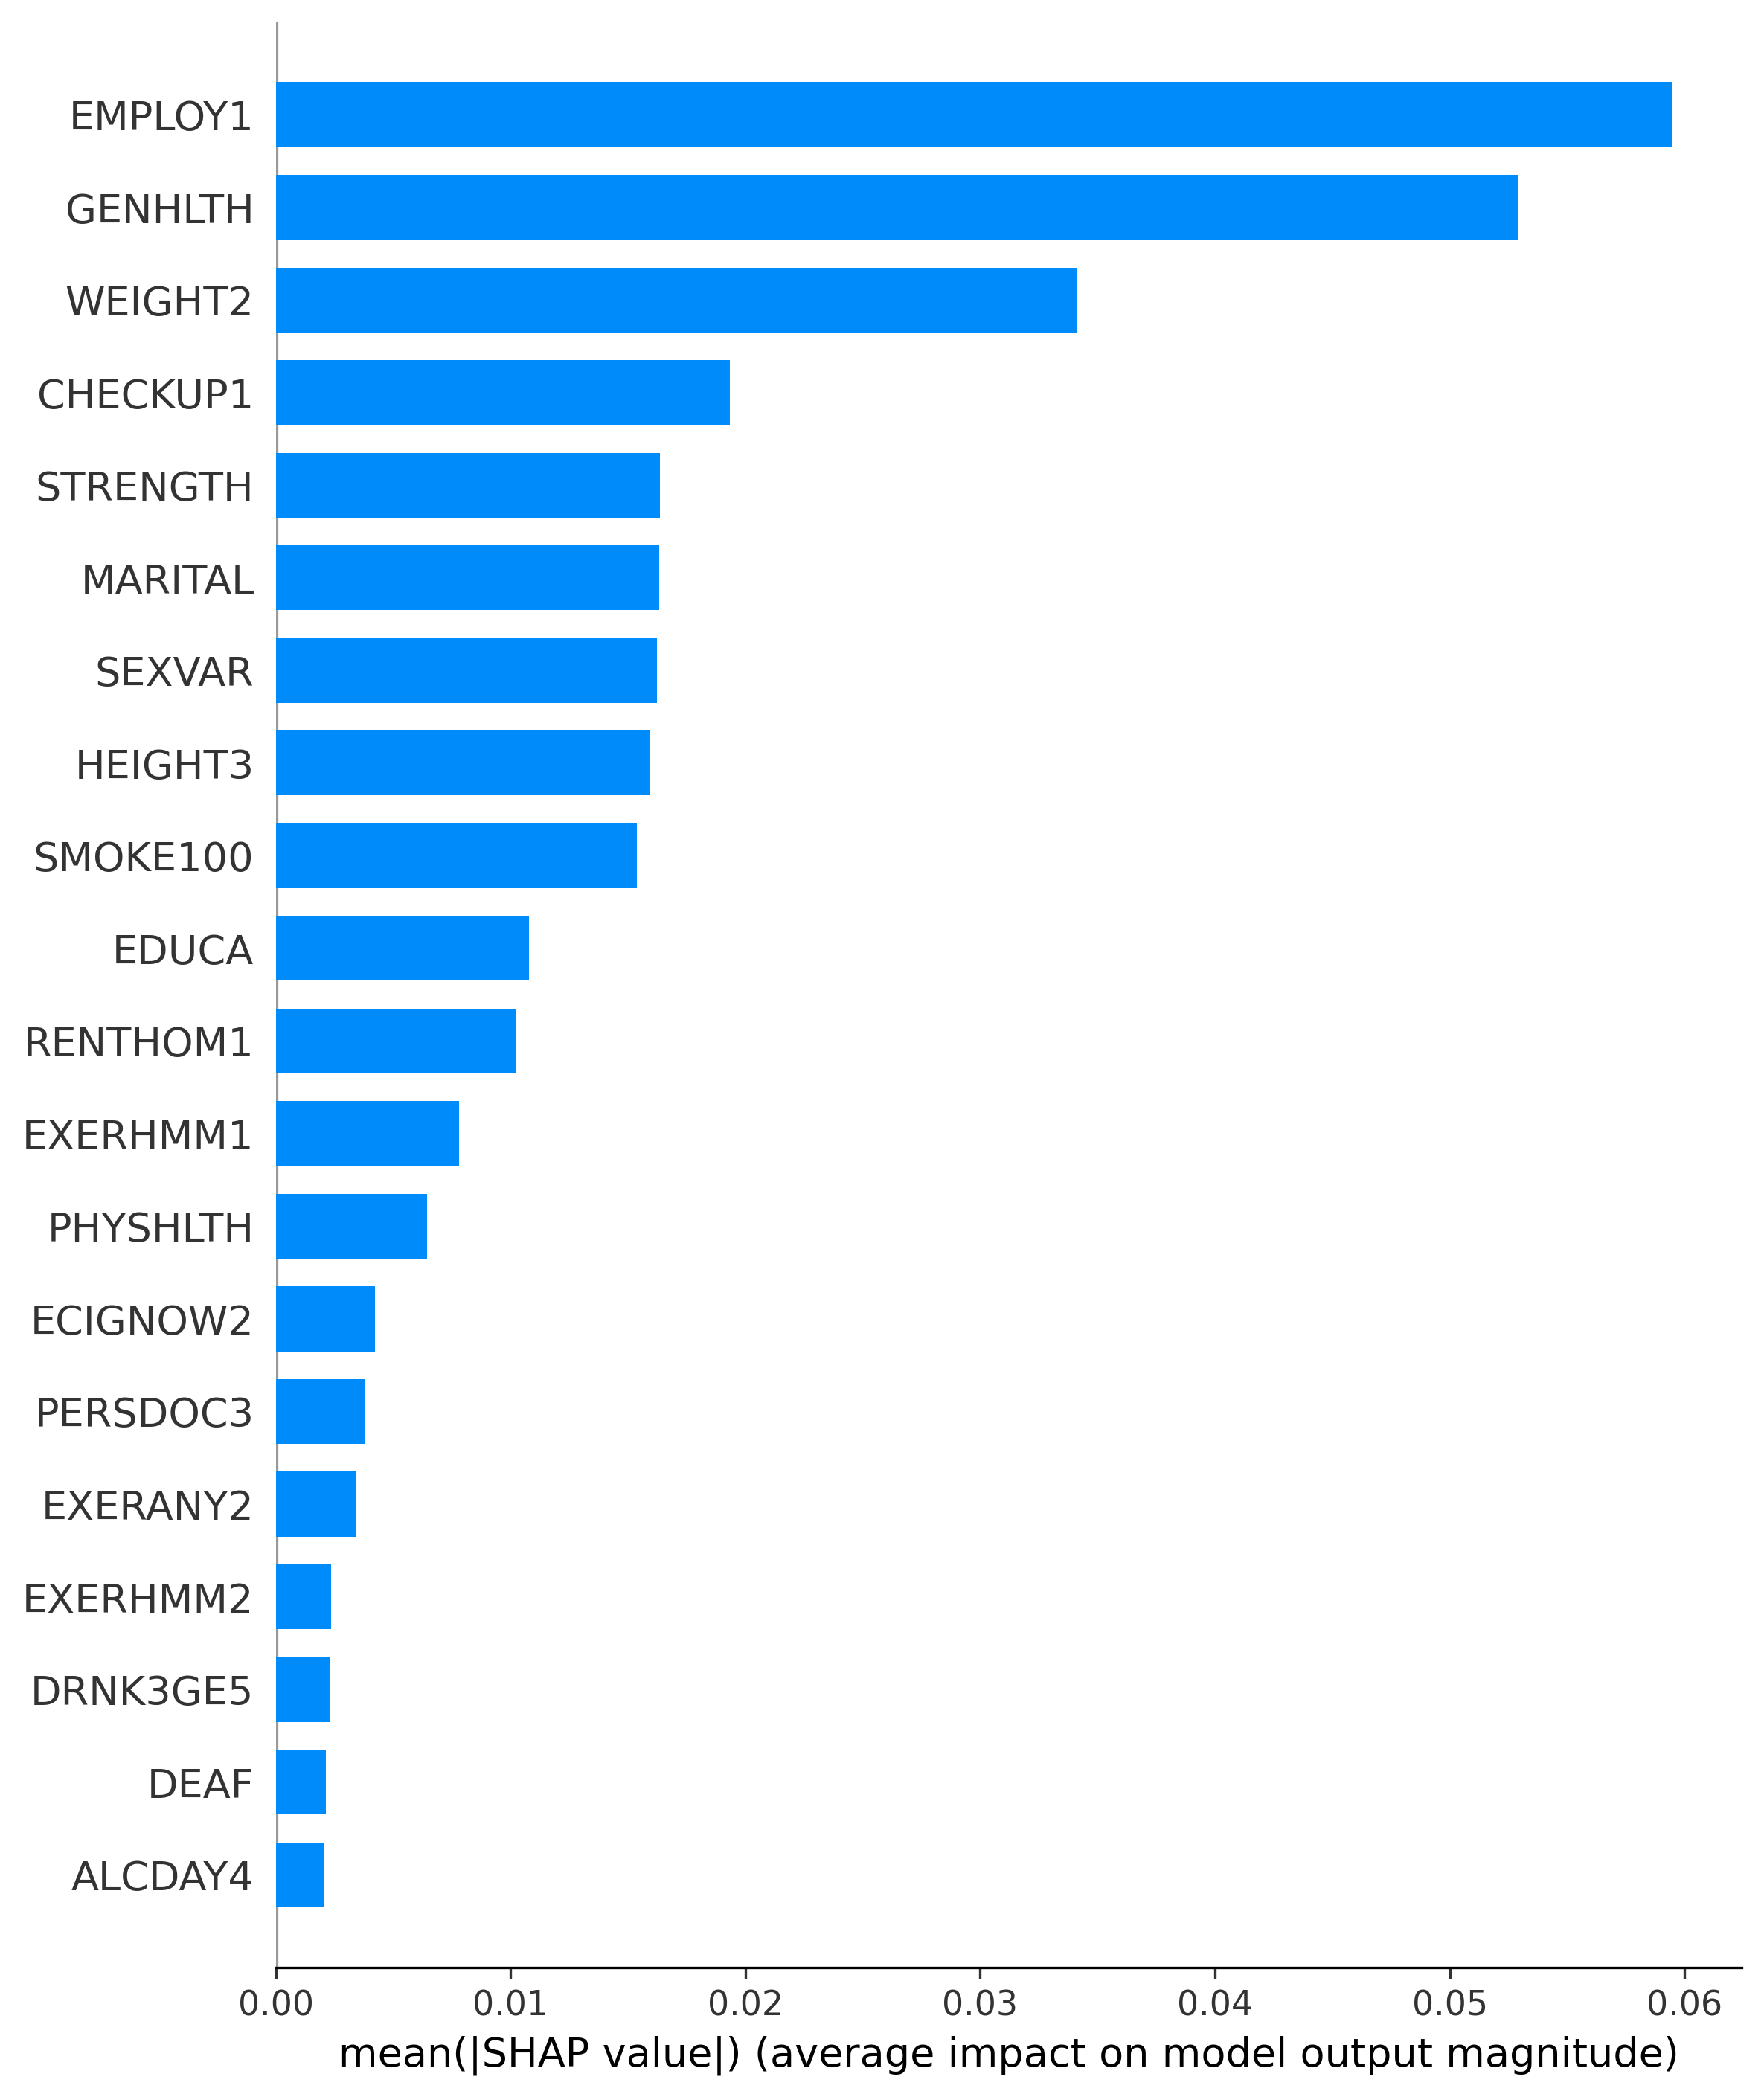 EMPLOY1
GENHLTH
WEIGHT2
CHECKUP1
STRENGTH
MARITAL
SEXVAR
HEIGHT3
SMOKE100
EDUCA
RENTHOM1
EXERHMM1
PHYSHLTH
ECIGNOW2
PERSDOC3
EXERANY2
EXERHMM2
DRNK3GE5
DEAF
ALCDAY4
0.00 0.01 0.02 0.03 0.04 0.05 0.06
mean(|SHAP value|) (average impact on model output magnitude)